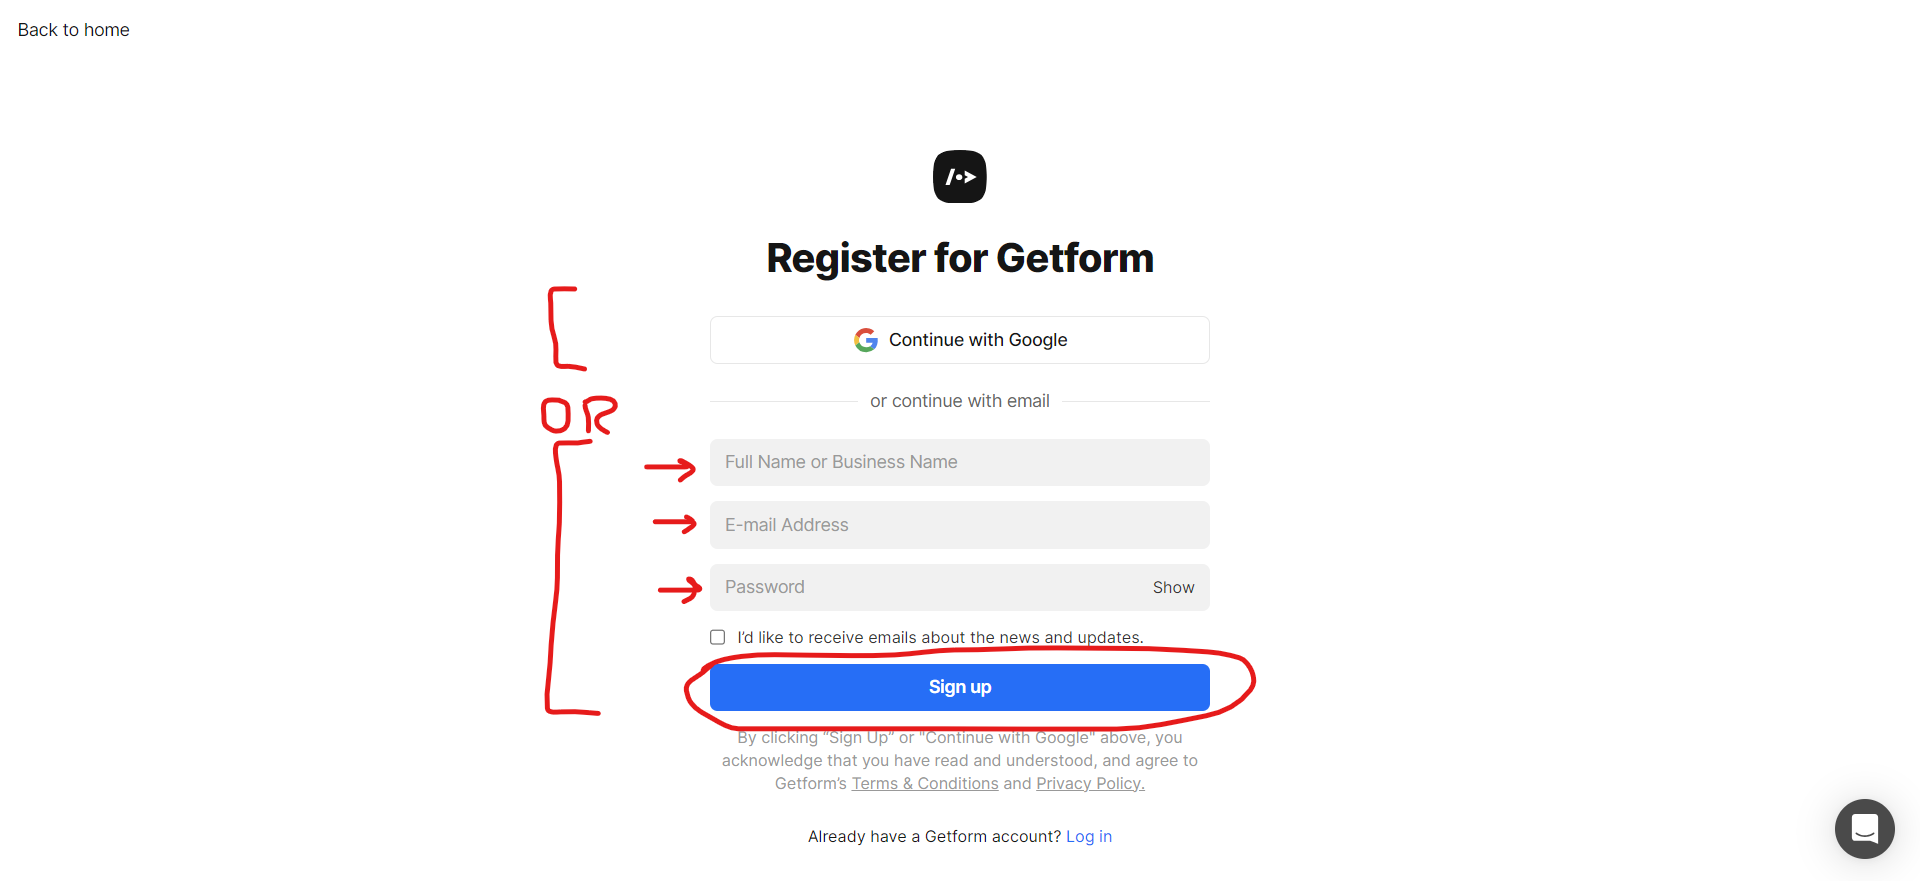 Back to home
Register for Getform
Continue with Google
or continue with email
OR
Full Name or Business Name
E-mail Address
Password Show
I'd like to receive emails about the news and updates.
Sign up
By clicking "Sign Up" or "Continue with Google" above, you
acknowledge that you have read and understood, and agree to
Getform's Terms & Conditions and Privacy Policy.
Already have a Getform account? Log in